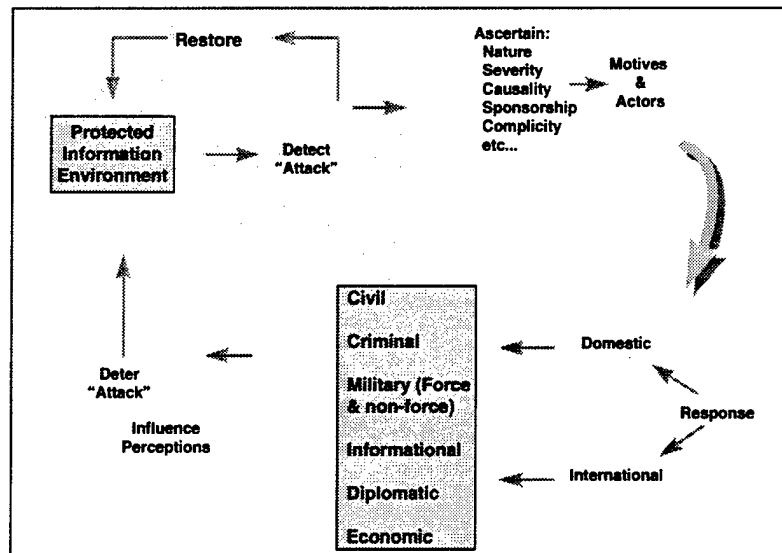 Restore
Ascertain:
Nature
Severity
Causality
Sponsorship
Complicity
etc...
Motives
&
Actors
Protected
Information
Environment
Detect
“Attack”
Civil
Criminal
Military (Force
& non-force)
Informational
Diplomatic
Economic
Domestic
Response
International
Deter
“Attack”
Influence
Perceptions